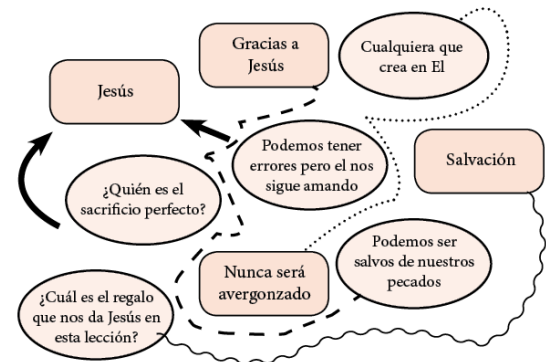 Gracias a
Jesús
Cualquiera que
crea en El
Jesús
Podemos tener
errores pero el nos
sigue amando
Salvación
¿Quién es el
sacrificio perfecto?
Podemos ser
salvos de nuestros
pecados
Nunca será
avergonzado
¿Cuál es el regalo
que nos da Jesús en
esta lección?